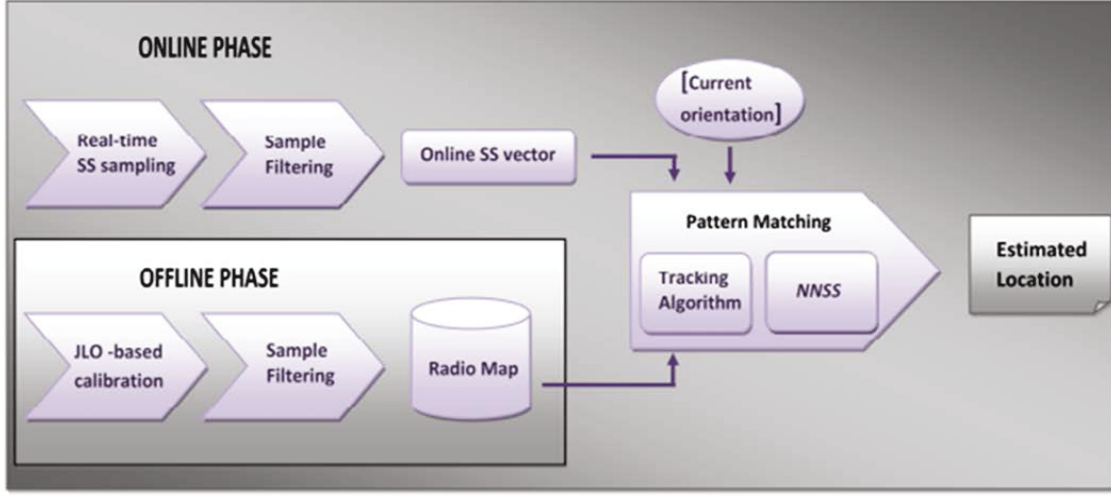 ONLINE PHASE
Real-time
SS sampling
Sample
Filtering
Online SS vector
[Current
orientation]
Pattern Matching
Tracking
Algorithm
NNSS
Estimated
Location
OFFLINE PHASE
JLO -based
calibration
Sample
Filtering
Radio Map